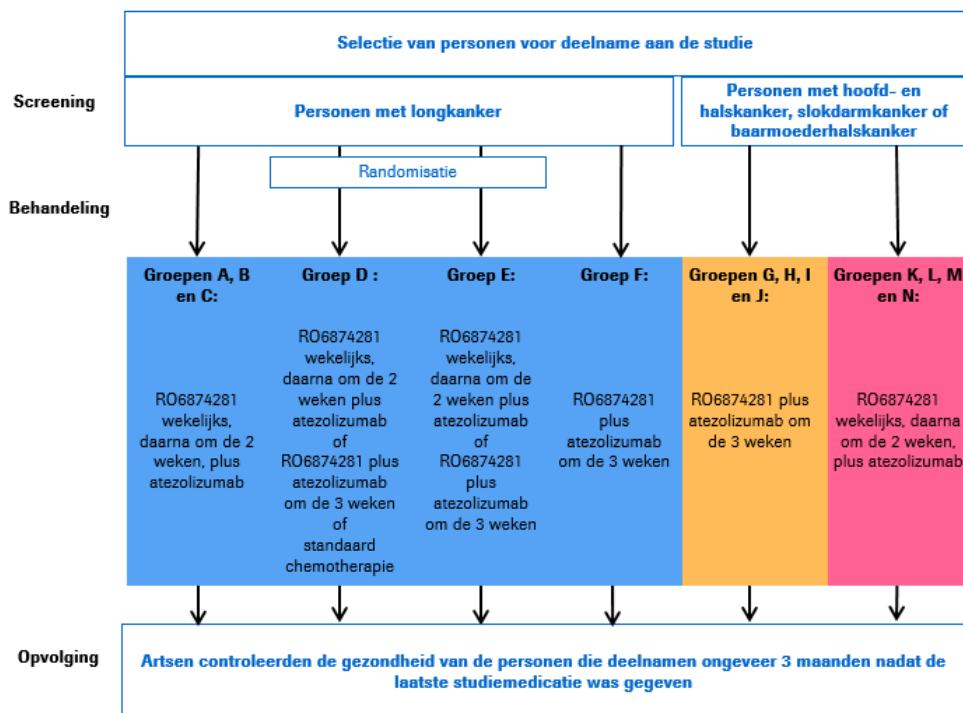 Selectie van personen voor deelname aan de studie
Screening
Personen met longkanker
Personen met hoofd- en
halskanker, slokdarmkanker of
baarmoederhalskanker
Randomisatie
Behandeling
Groepen A, B
en C:
RO6874281
wekelijks,
daarna om de 2
weken, plus
atezolizumab
Groep D :
RO6874281
wekelijks,
daarna om de 2
weken plus
atezolizumab
of
RO6874281 plus
atezolizumab
om de 3 weken
of
standaard
chemotherapie
Groep E:
RO6874281
wekelijks,
daarna om de
2 weken plus
atezolizumab
of
RO6874281
plus
atezolizumab
om de 3 weken
Groep F:
RO6874281
plus
atezolizumab
om de 3 weken
Groepen G, H, I
en J:
RO6874281 plus
atezolizumab om
de 3 weken
Groepen K, L, M
en N:
RO6874281
wekelijks, daarna
om de 2 weken,
plus atezolizumab
Opvolging
Artsen controleerden de gezondheid van de personen die deelnamen ongeveer 3 maanden nadat de
laatste studiemedicatie was gegeven